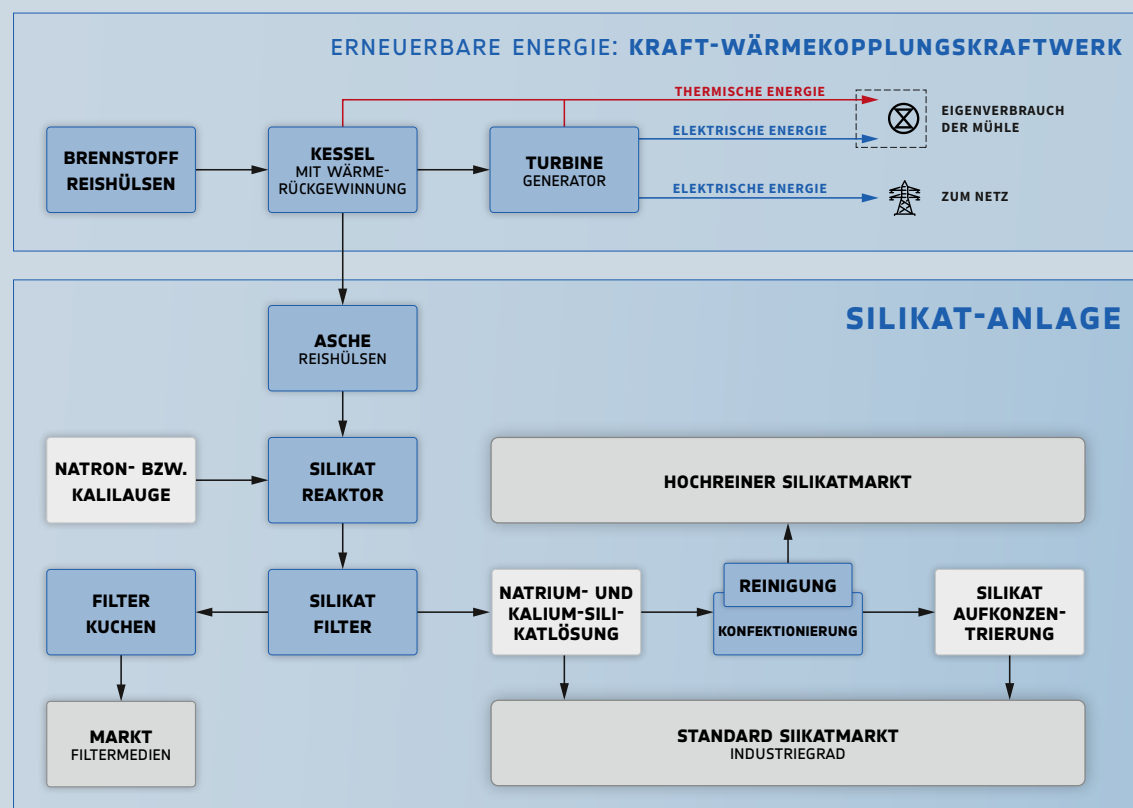 ERNEUERBARE ENERGIE: KRAFT-WÄRMEKOPPLUNGSKRAFTWERK
THERMISCHE ENERGIE
EIGENVERBRAUCH
DER MÜHLE
BRENNSTOFF
REISHÜLSEN
KESSEL
MIT WÄRME-
RÜCKGEWINNUNG
TURBINE
GENERATOR
ELEKTRISCHE ENERGIE
ELEKTRISCHE ENERGIE
ZUM NETZ
SILIKAT-ANLAGE
ASCHE
REISHÜLSEN
NATRON- BZW.
KALILAUGE
SILIKAT
REAKTOR
HOCHREINER SILIKATMARKT
FILTER
KUCHEN
SILIKAT
FILTER
NATRIUM- UND
KALIUM-SILI-
KATLÖSUNG
REINIGUNG
KONFEKTIONIERUNG
SILIKAT
AUFKONZEN-
TRIERUNG
MARKT
FILTERMEDIEN
STANDARD SIIKATMARKT
INDUSTRIEGRAD